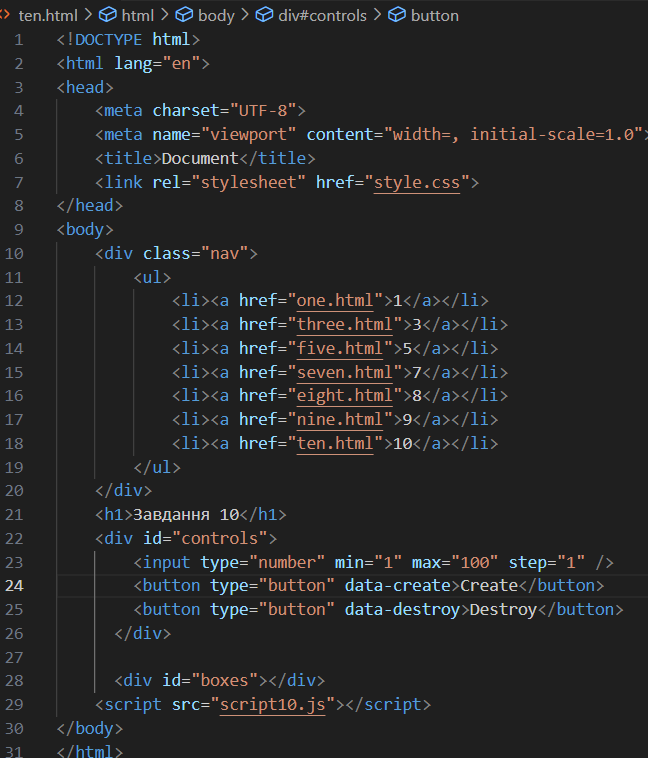 ten.html > html > body > div#controls > button
1 <!DOCTYPE html>
2 <html lang="en">
3 <head>
4 <meta charset="UTF-8">
5 <meta name="viewport" content="width=, initial-scale=1.0">
6 <title>Document</title>
7 <link rel="stylesheet" href="style.css">
8 </head>
9 <body>
10 <div class="nav">
11 <ul>
12 <li><a href="one.html">1</a></li>
13 <li><a href="three.html">3</a></li>
14 <li><a href="five.html">5</a></li>
15 <li><a href="seven.html">7</a></li>
16 <li><a href="eight.html">8</a></li>
17 <li><a href="nine.html">9</a></li>
18 <li><a href="ten.html">10</a></li>
19 </ul>
20 </div>
21 <h1>Завдання 10</h1>
22 <div id="controls">
23 <input type="number" min="1" max="100" step="1" />
24 <button type="button" data-create>Create</button>
25 <button type="button" data-destroy>Destroy</button>
26 </div>
27
28 <div id="boxes"></div>
29 <script src="script10.js"></script>
30 </body>
31 </html>